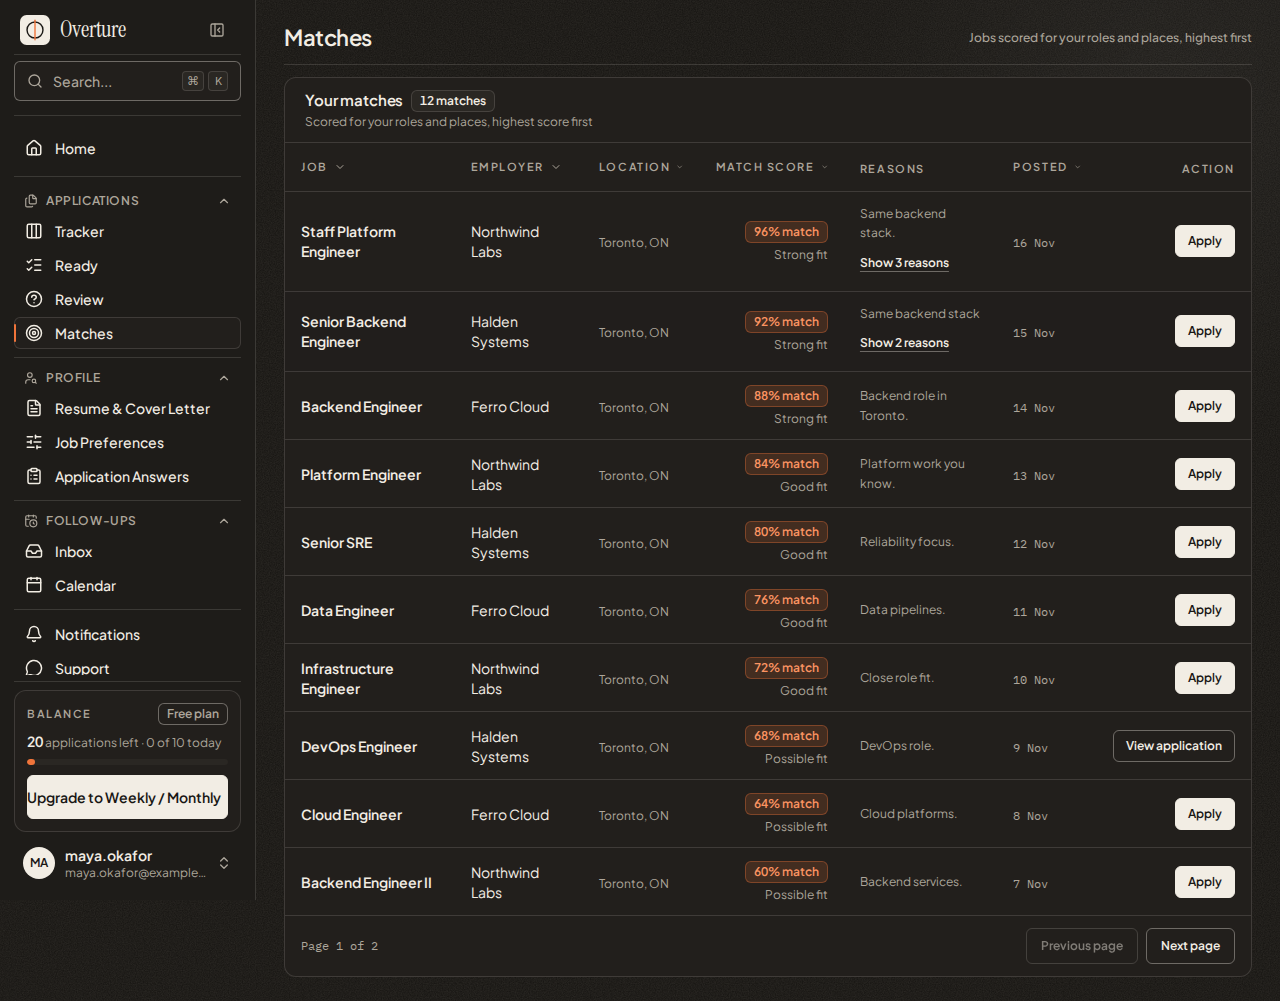 Overture
Search...
⌘ K
Home
APPLICATIONS
Tracker
Ready
Review
Matches
PROFILE
Resume & Cover Letter
Job Preferences
Application Answers
FOLLOW-UPS
Inbox
Calendar
Notifications
Support
BALANCE
Free plan
20 applications left · 0 of 10 today
Upgrade to Weekly / Monthly
MA
maya.okafor
maya.okafor@example...
Matches
Jobs scored for your roles and places, highest first
Your matches
12 matches
Scored for your roles and places, highest score first
JOB EMPLOYER LOCATION MATCH SCORE REASONS POSTED ACTION
Staff Platform
Engineer
Northwind
Labs
Toronto, ON
96% match
Strong fit
Same backend
stack.
Show 3 reasons
16 Nov
Apply
Senior Backend
Engineer
Halden
Systems
Toronto, ON
92% match
Strong fit
Same backend stack
Show 2 reasons
15 Nov
Apply
Backend Engineer
Ferro Cloud
Toronto, ON
88% match
Strong fit
Backend role in
Toronto.
14 Nov
Apply
Platform Engineer
Northwind
Labs
Toronto, ON
84% match
Good fit
Platform work you
know.
13 Nov
Apply
Senior SRE
Halden
Systems
Toronto, ON
80% match
Good fit
Reliability focus.
12 Nov
Apply
Data Engineer
Ferro Cloud
Toronto, ON
76% match
Good fit
Data pipelines.
11 Nov
Apply
Infrastructure
Engineer
Northwind
Labs
Toronto, ON
72% match
Good fit
Close role fit.
10 Nov
Apply
DevOps Engineer
Halden
Systems
Toronto, ON
68% match
Possible fit
DevOps role.
9 Nov
View application
Cloud Engineer
Ferro Cloud
Toronto, ON
64% match
Possible fit
Cloud platforms.
8 Nov
Apply
Backend Engineer II
Northwind
Labs
Toronto, ON
60% match
Possible fit
Backend services.
7 Nov
Apply
Page 1 of 2
Previous page
Next page